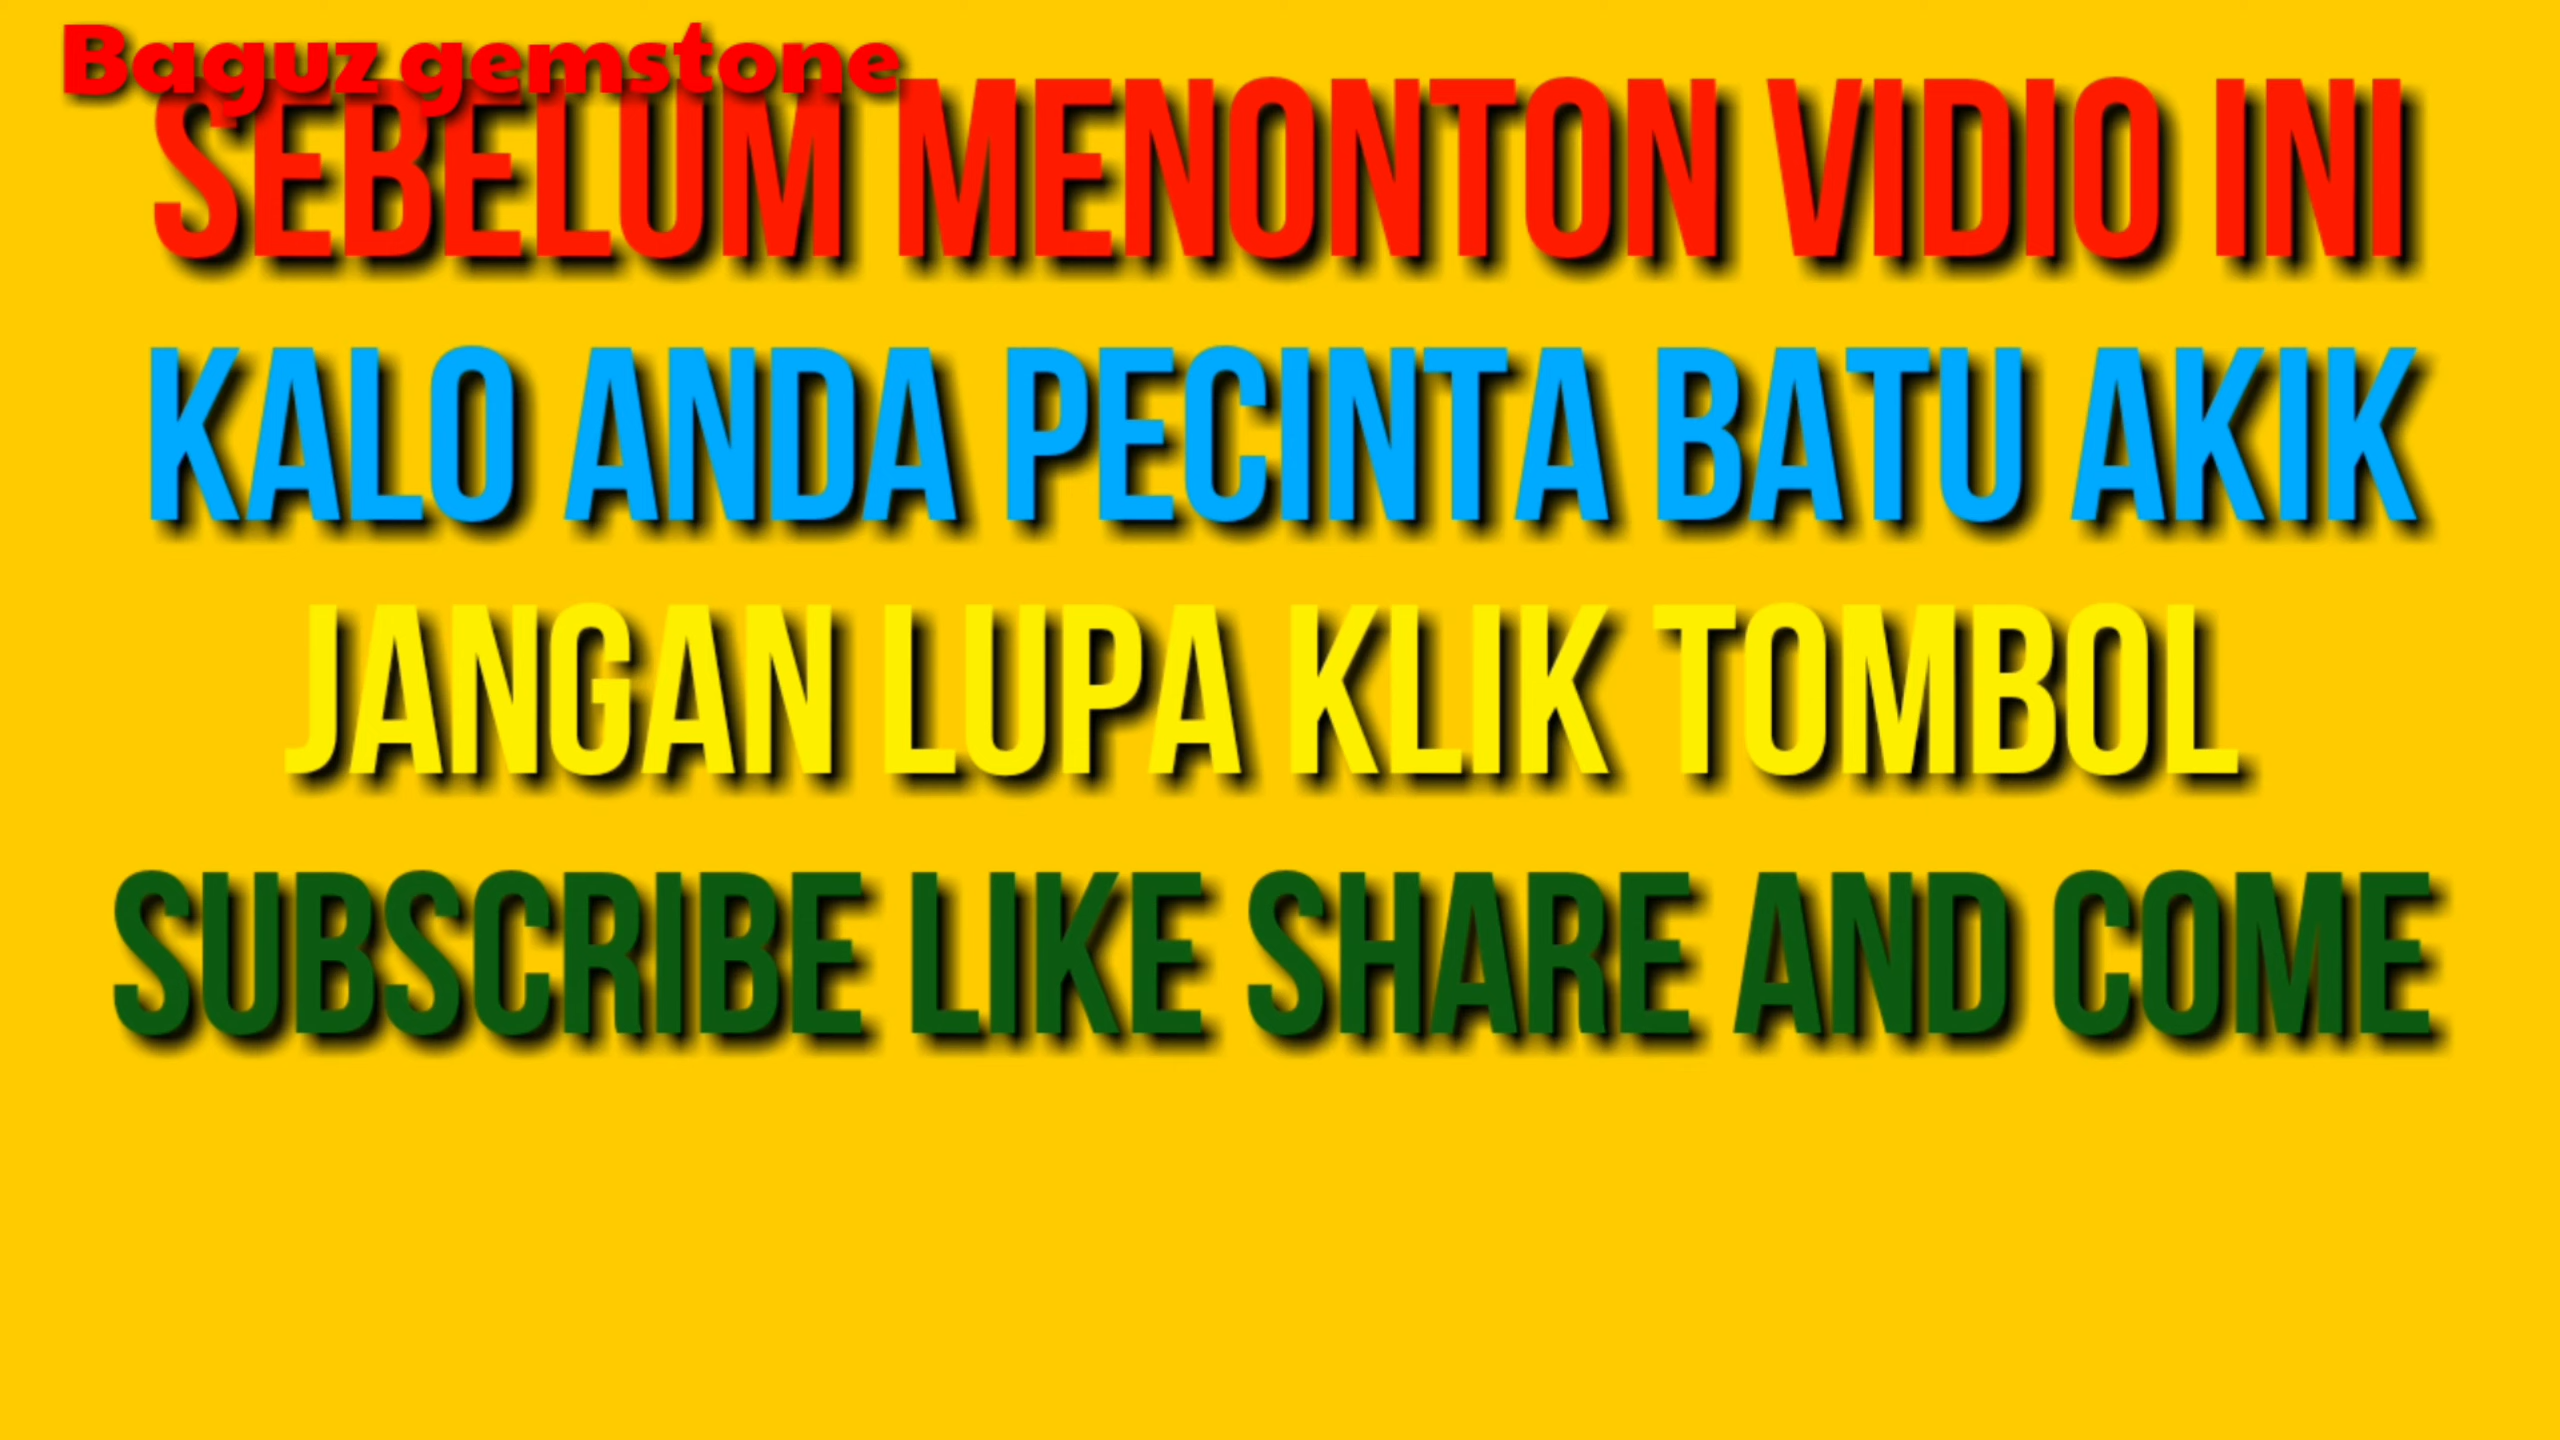 Baguz gemstone
SEBELUM MENONTON VIDIO INI
KALO ANDA PECINTA BATU AKIK
JANGAN LUPA KLIK TOMBOL
SUBSCRIBE LIKE SHARE AND COME